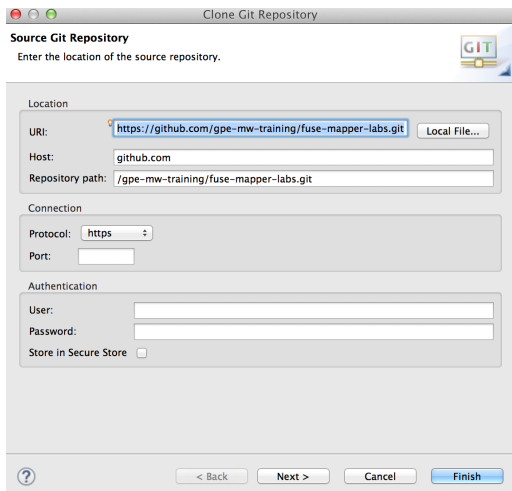 Clone Git Repository
Source Git Repository
Enter the location of the source repository.
GIT
Location
URI: https://github.com/gpe-mw-training/fuse-mapper-labs.git Local File...
Host: github.com
Repository path: /gpe-mw-training/fuse-mapper-labs.git
Connection
Protocol: https
Port:
Authentication
User:
Password:
Store in Secure Store
? < Back Next > Cancel Finish